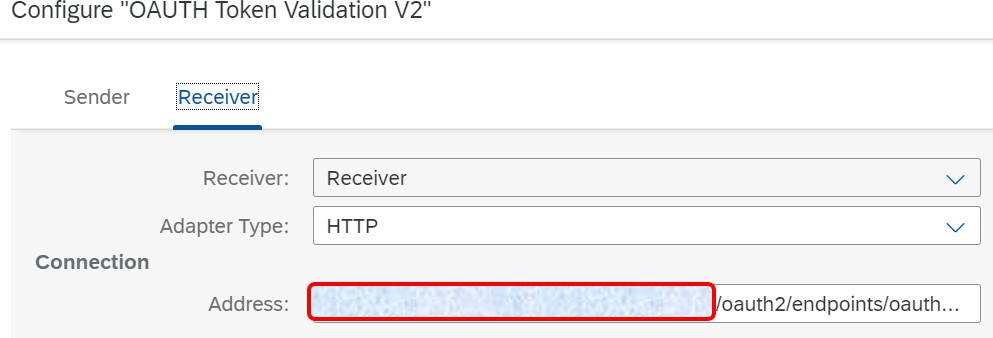 Configure "OAUTH Token Validation V2"
Sender
Receiver
Receiver: Receiver
Adapter Type: HTTP
Connection
Address: /oauth2/endpoints/oauth...